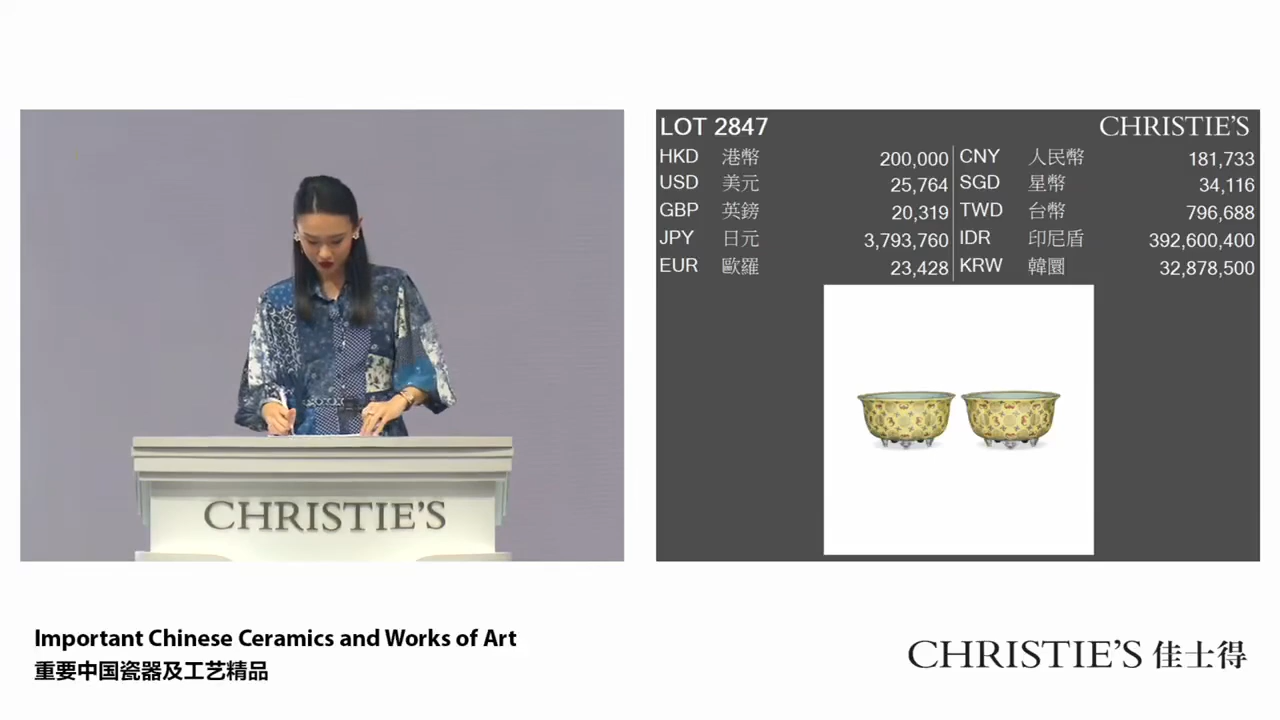 LOT 2847 CHRISTIE'S
HKD 港幣 200,000 CNY 人民幣 181,733
USD 美元 25,764 SGD 星幣 34,116
GBP 英鎊 20,319 TWD 台幣 796,688
JPY 日元 3,793,760 IDR 印尼盾 392,600,400
EUR 歐羅 23,428 KRW 韓圜 32,878,500
CHRISTIE'S
Important Chinese Ceramics and Works of Art
重要中国瓷器及工艺精品
CHRISTIE'S 佳士得